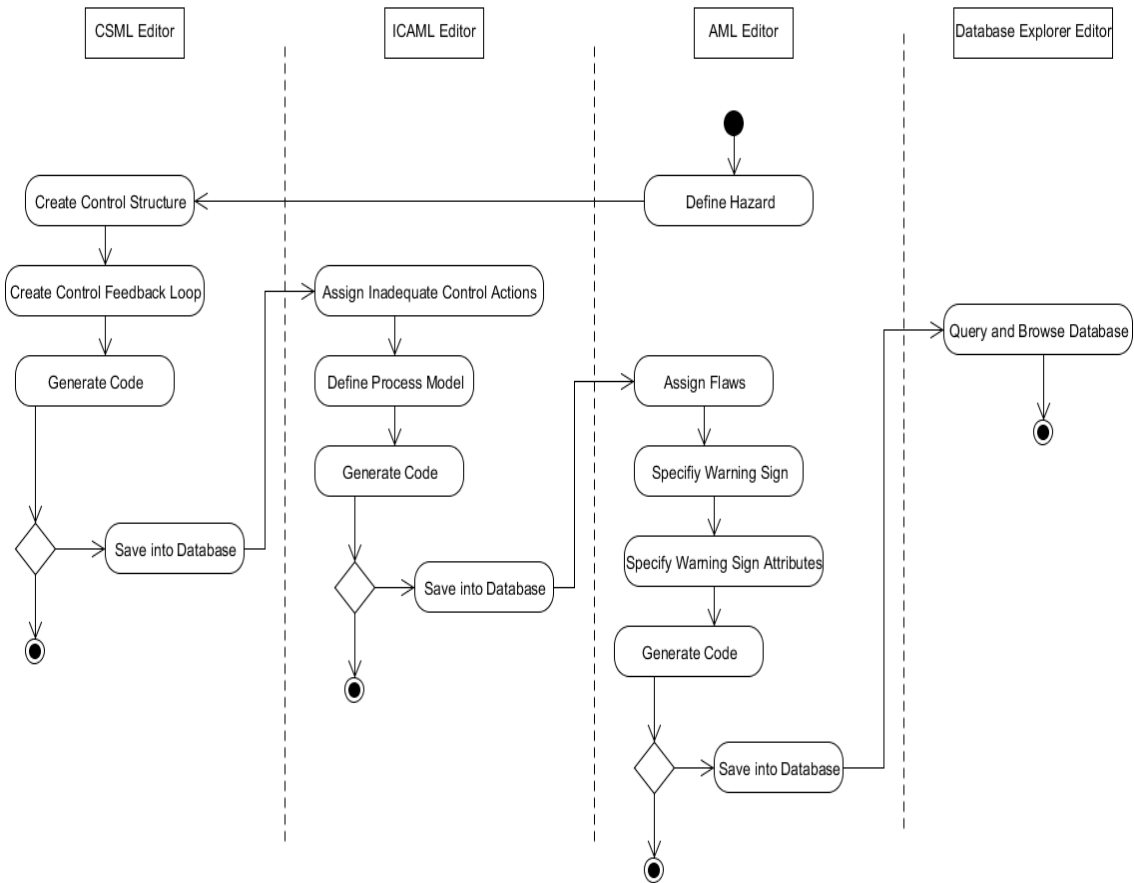 CSML Editor
ICAML Editor
AML Editor
Database Explorer Editor
Create Control Structure
Define Hazard
Create Control Feedback Loop
Assign Inadequate Control Actions
Query and Browse Database
Generate Code
Define Process Model
Assign Flaws
Generate Code
Specifiy Warning Sign
Save into Database
Save into Database
Specify Warning Sign Attributes
Generate Code
Save into Database